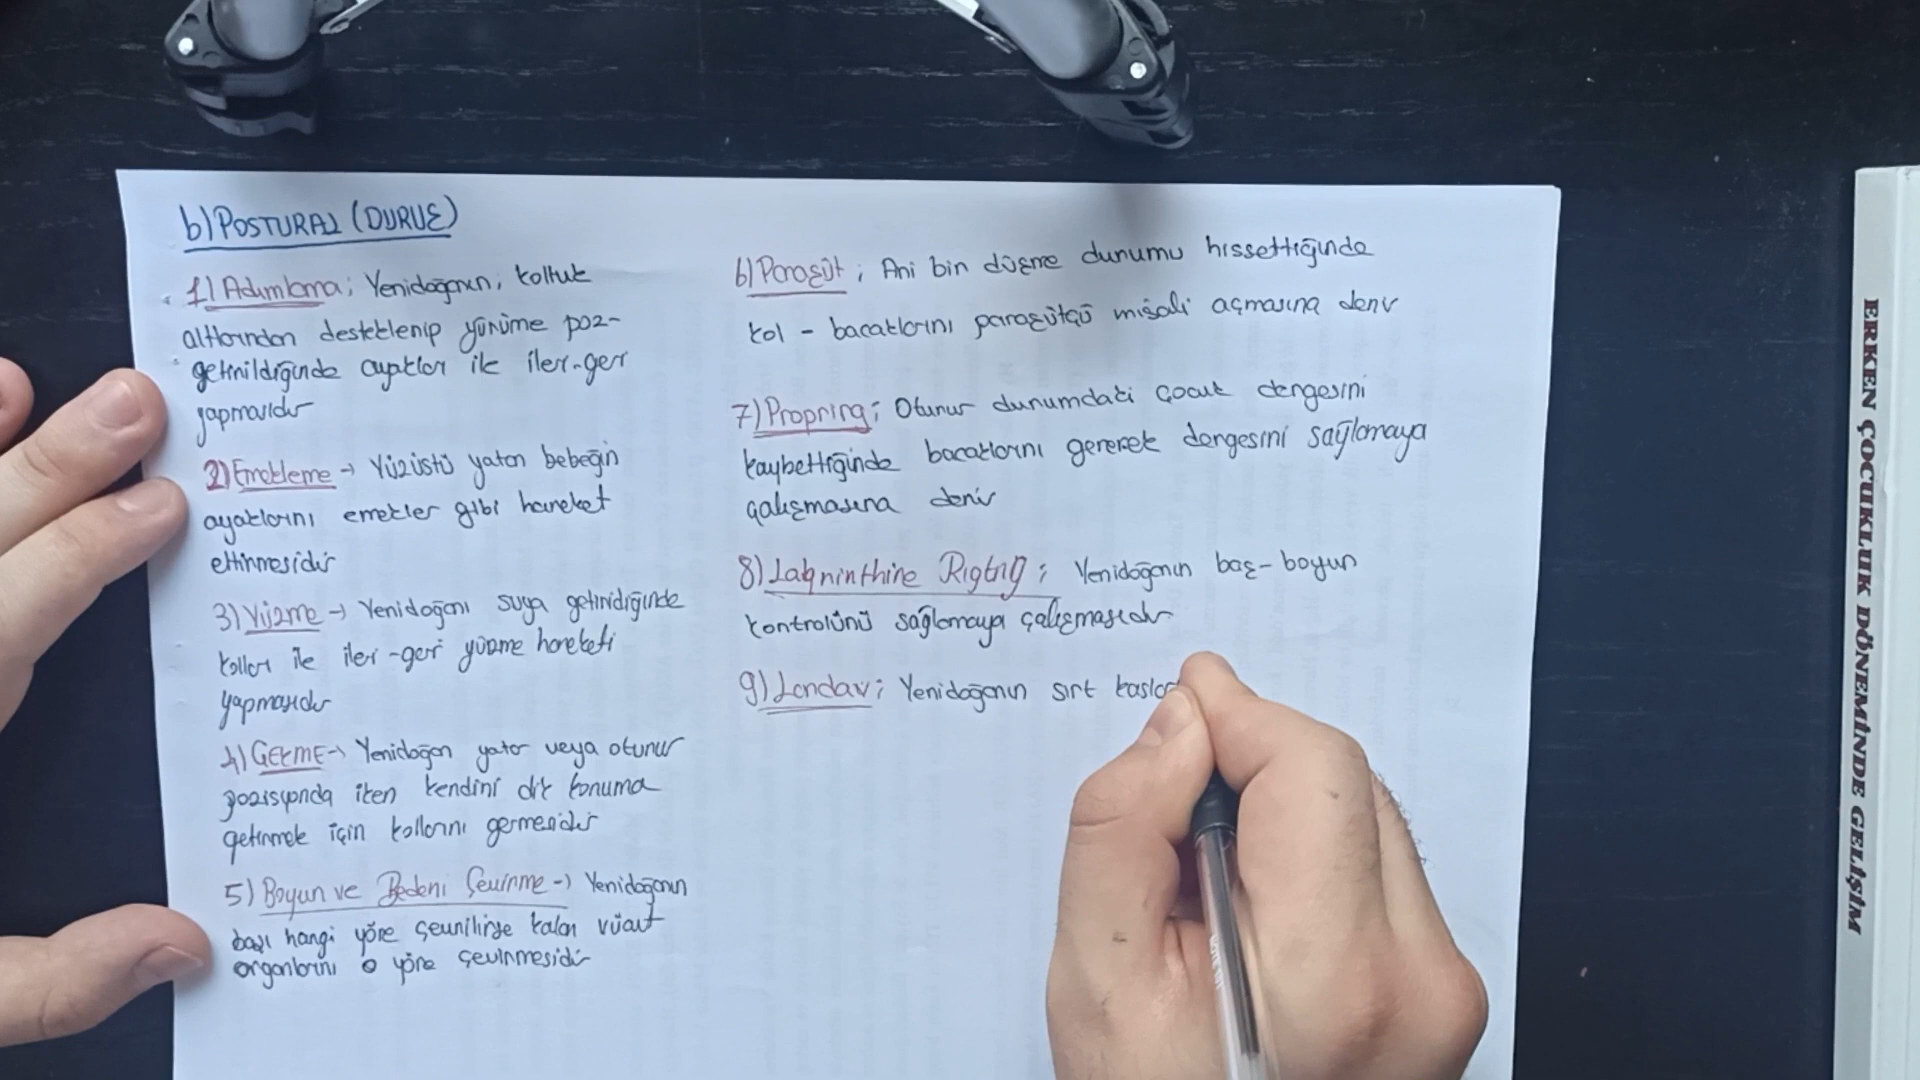 b) POSTURAL (DURUŞ)
1) Adımlama; Yenidoğanın; koltuk
altlarından desteklenip yürüme poz-
getirildiğinde ayaklar ile ileri-geri
yapmasıdır
2) Emekleme → Yüzüstü yatan bebeğin
ayaklarını emekler gibi hareket
ettirmesidir
3) Yüzme → Yenidoğanı suya getirildiğinde
kollar ile ileri-geri yüzme hareketi
yapmasıdır
4) GERME → Yenidoğan yatar veya oturur
pozisyonda iken kendini dik konuma
getirmek için kollarını germesidir
5) Boyun ve Bedeni Çevirme → Yenidoğanın
başı hangi yöne çevrilirse kalan vücut
organlarını o yöne çevirmesidir
6) Paraşüt; Ani bir düşme durumu hissettiğinde
kol - bacaklarını paraşütçü misali açmasına denir
7) Propring; Oturur durumdaki çocuk dengesini
kaybettiğinde bacaklarını gererek dengesini sağlamaya
çalışmasına denir
8) Labyrinthine Rigtig; Yenidoğanın baş-boyun
kontrolünü sağlamaya çalışmasıdır
9) Landav; Yenidoğanın sırt kasla
ERKEN ÇOCUKLUK DÖNEMİNDE GELİŞİM